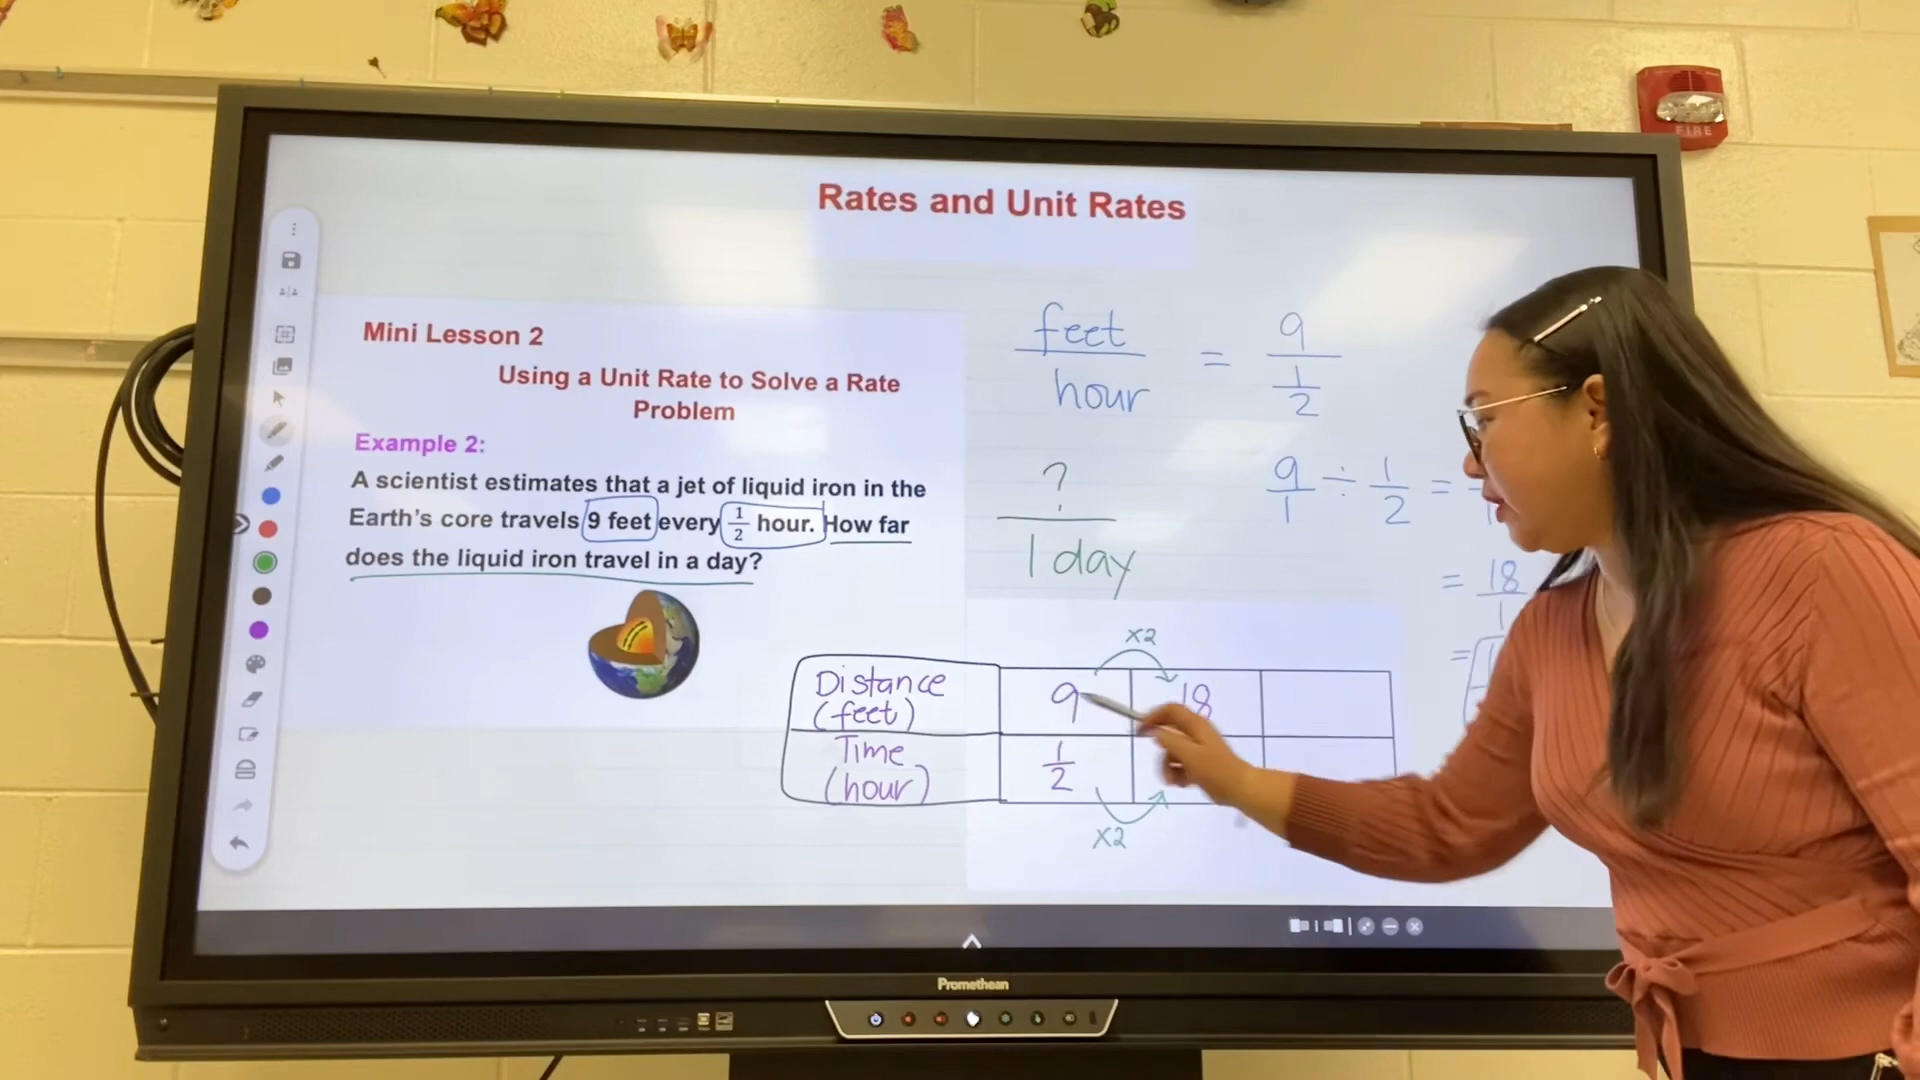 FIRE
Rates and Unit Rates
Mini Lesson 2
Using a Unit Rate to Solve a Rate
Problem
Example 2:
A scientist estimates that a jet of liquid iron in the
Earth's core travels 9 feet every 1/2 hour. How far
does the liquid iron travel in a day?
feet/hour = 9/(1/2)
9/1 ÷ 1/2 =
= 18/1
=
?/1 day
x2
Distance (feet) 9 18
Time (hour) 1/2
x2
Promethean